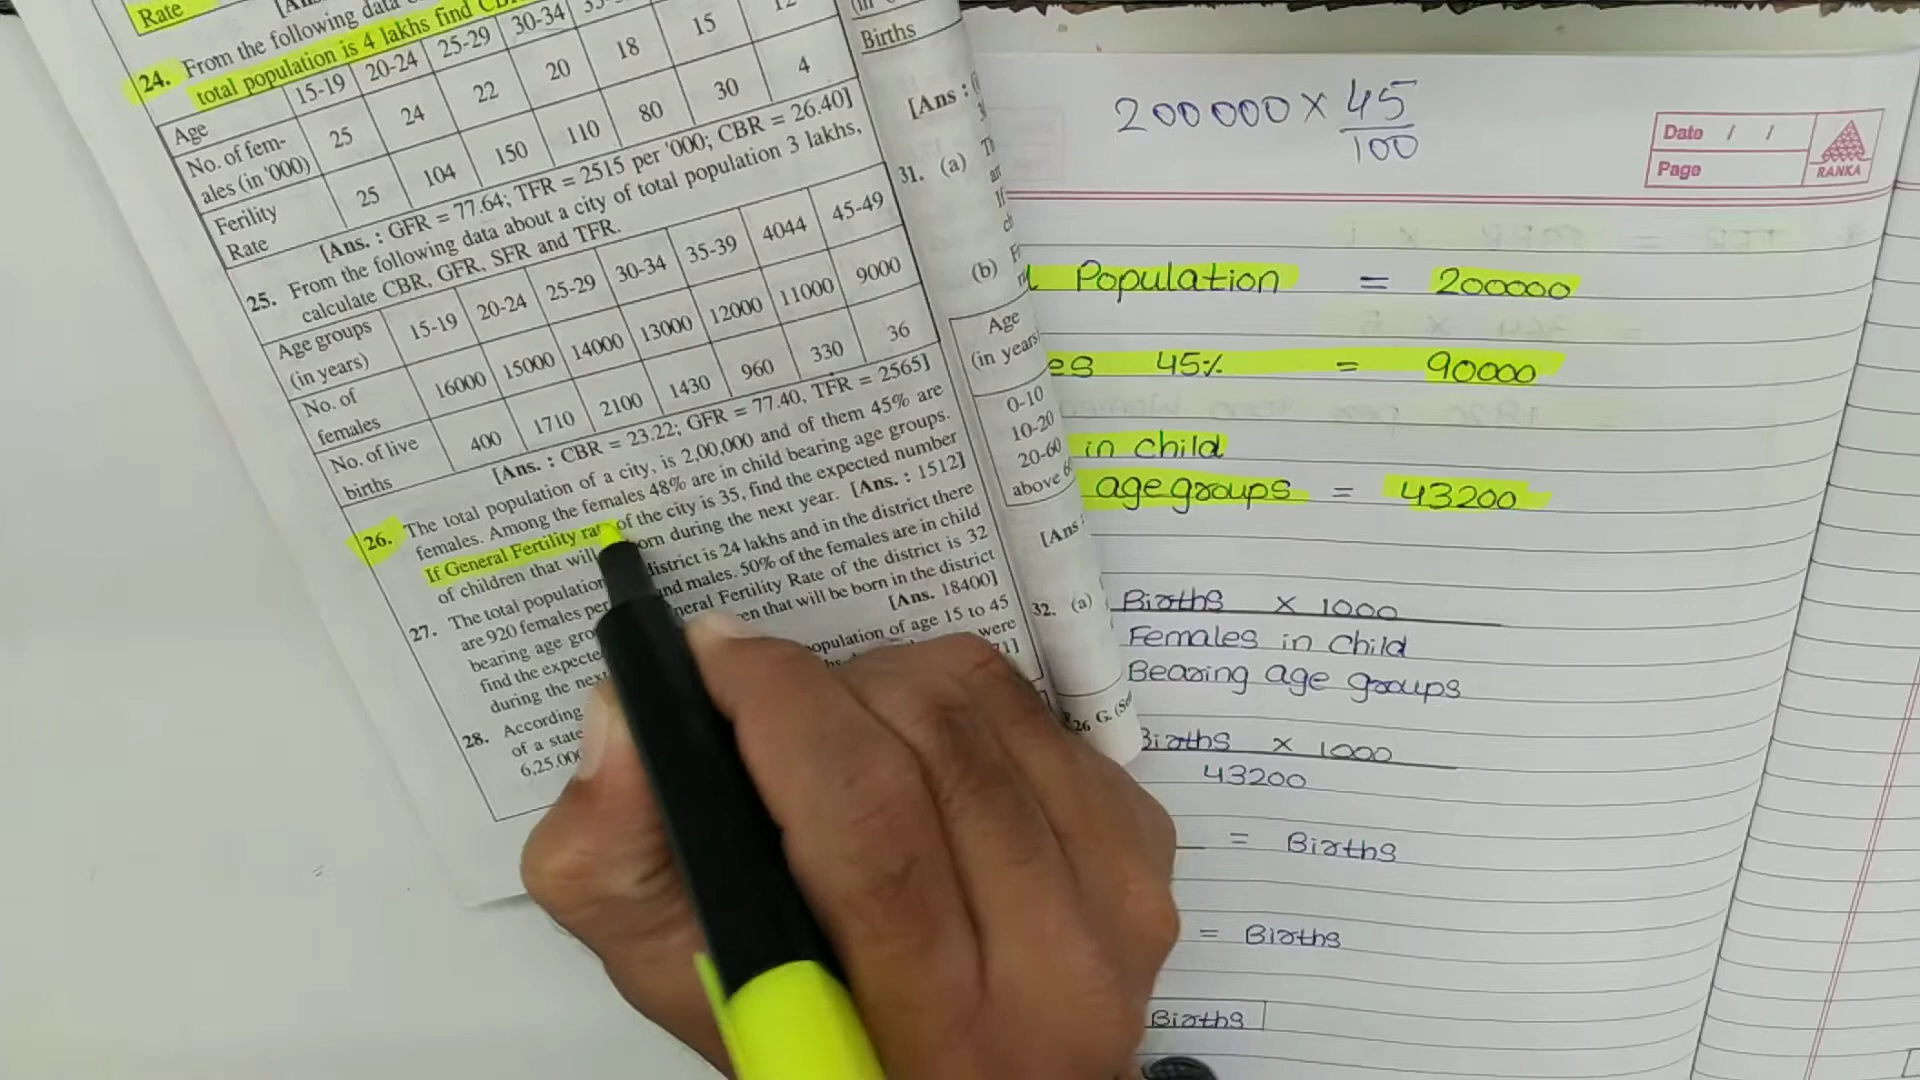 Rate
24. From the following data
total population is 4 lakhs find
Age 15-19 20-24 25-29 30-34
No. of fem-
ales (in '000) 25 24 22 20 18 15 12
Ferility
Rate 25 104 150 110 80 30 4
[Ans. : GFR = 77.64; TFR = 2515 per '000; CBR = 26.40]
25. From the following data about a city of total population 3 lakhs,
calculate CBR, GFR, SFR and TFR.
Age groups
(in years) 15-19 20-24 25-29 30-34 35-39 4044 45-49
No. of
females 16000 15000 14000 13000 12000 11000 9000
No. of live
births 400 1710 2100 1430 960 330 36
[Ans. : CBR = 23.22; GFR = 77.40, TFR = 2565]
26. The total population of a city, is 2,00,000 and of them 45% are
females. Among the females 48% are in child bearing age groups.
If General Fertility of the city is 35, find the expected number
of children that will during the next year. [Ans. : 1512]
27. The total population district is 24 lakhs and in the district there
are 920 females per males. 50% of the females are in child
bearing age Fertility Rate of the district is 32
find the that will be born in the district
during the [Ans. 18400]
28. According population of age 15 to 45
of a state were
Births
[Ans :
31. (a)
(b)
Age
(in years)
0-10
10-20
20-60
above
[Ans
32. (a)
26 G.
200000 × 45
100
Date / /
Page
RANKA
Population = 200000
45% = 90000
in child
age groups = 43200
Births × 1000
Females in Child
Bearing age groups
Births × 1000
43200
= Births
= Births
Births